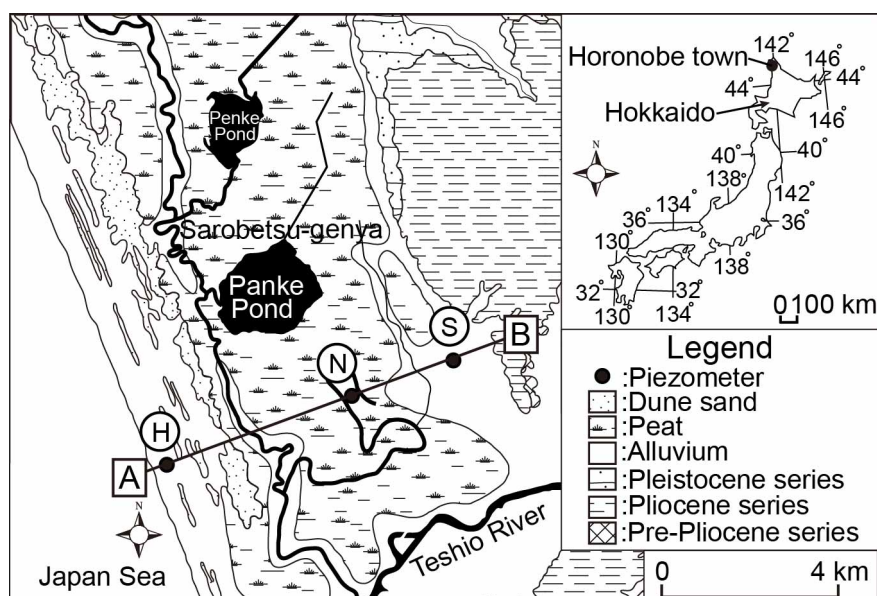 Penke
Pond
Sarobetsu-genya
Panke
Pond
S
B
N
H
A
N
Japan Sea
Teshio River
Horonobe town
142°
146°
44°
44°
Hokkaido
146°
N
40°
40°
138°
142°
134°
36°
36°
130°
138°
32°
32°
130°
134°
0 100 km
Legend
:Piezometer
:Dune sand
:Peat
:Alluvium
:Pleistocene series
:Pliocene series
:Pre-Pliocene series
0 4 km